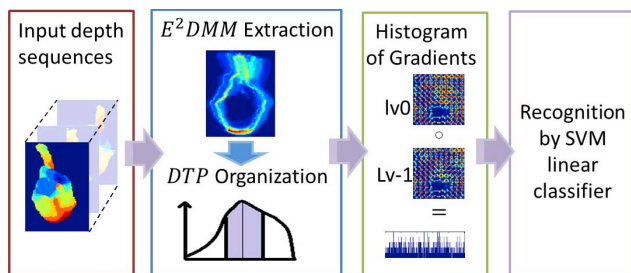 Input depth
sequences
E²DMM Extraction
DTP Organization
Histogram
of Gradients
lv0
Lv-1
=
Recognition
by SVM
linear
classifier